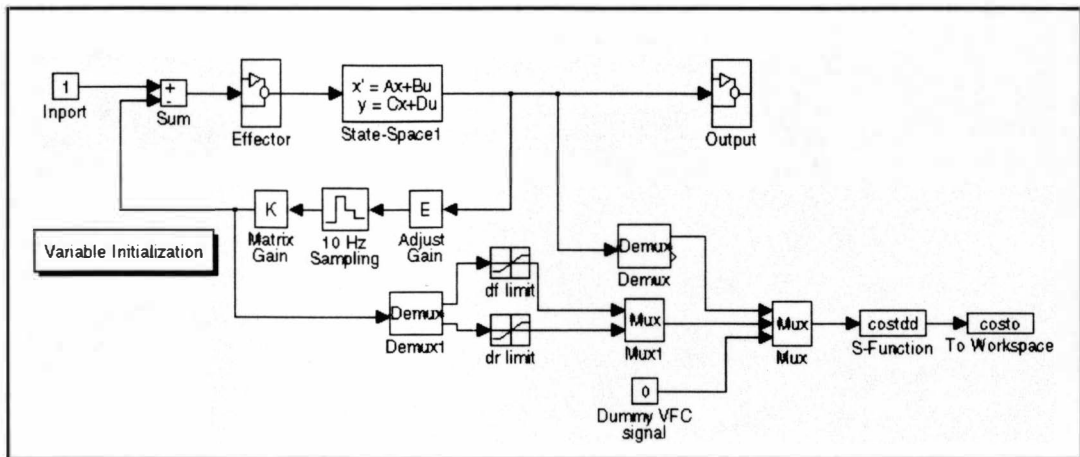 1
Inport
+
-
Sum
Effector
x' = Ax+Bu
y = Cx+Du
State-Space1
Output
K
Matrix
Gain
10 Hz
Sampling
E
Adjust
Gain
Variable Initialization
Demux
Demux
Demux
Demux1
df limit
dr limit
Mux
Mux1
0
Dummy VFC
signal
Mux
Mux
costdd
S-Function
costo
To Workspace